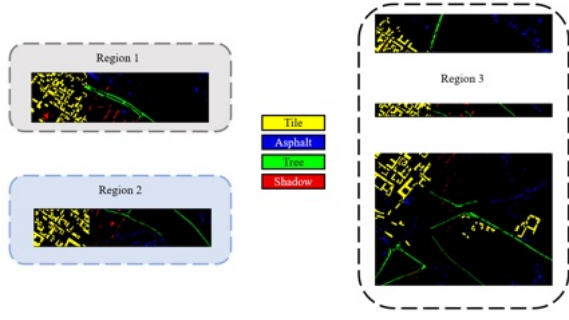 Region 1
Region 2
Tile
Asphalt
Tree
Shadow
Region 3